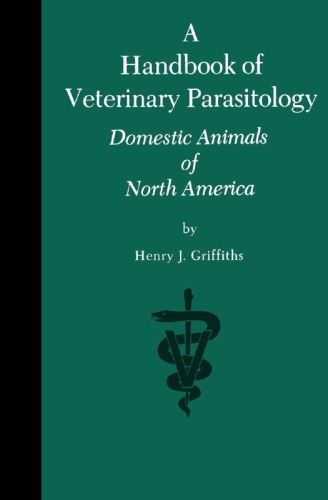 A
Handbook of
Veterinary Parasitology
Domestic Animals
of
North America
by
Henry J. Griffiths
V